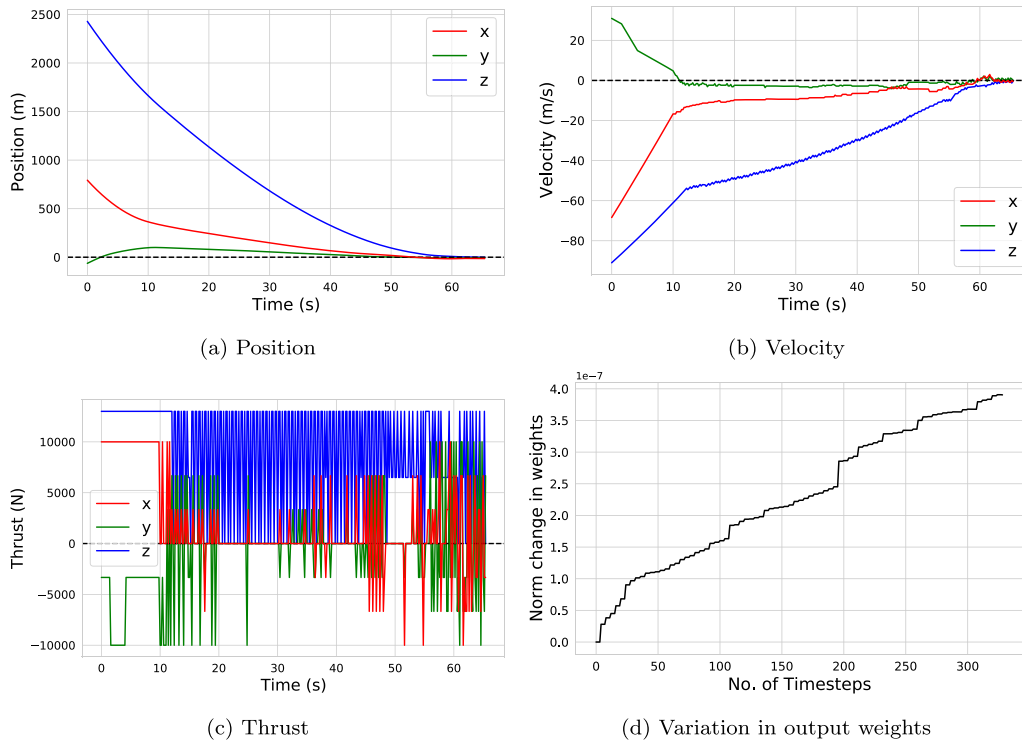 2500
2000
1500
1000
500
0
Position (m)
x
y
z
0
10
20
30
40
50
60
Time (s)
(a) Position
20
0
−20
−40
−60
−80
Velocity (m/s)
x
y
z
0
10
20
30
40
50
60
Time (s)
(b) Velocity
10000
5000
0
−5000
−10000
Thrust (N)
x
y
z
0
10
20
30
40
50
60
Time (s)
(c) Thrust
1e−7
4.0
3.5
3.0
2.5
2.0
1.5
1.0
0.5
0.0
Norm change in weights
0
50
100
150
200
250
300
No. of Timesteps
(d) Variation in output weights